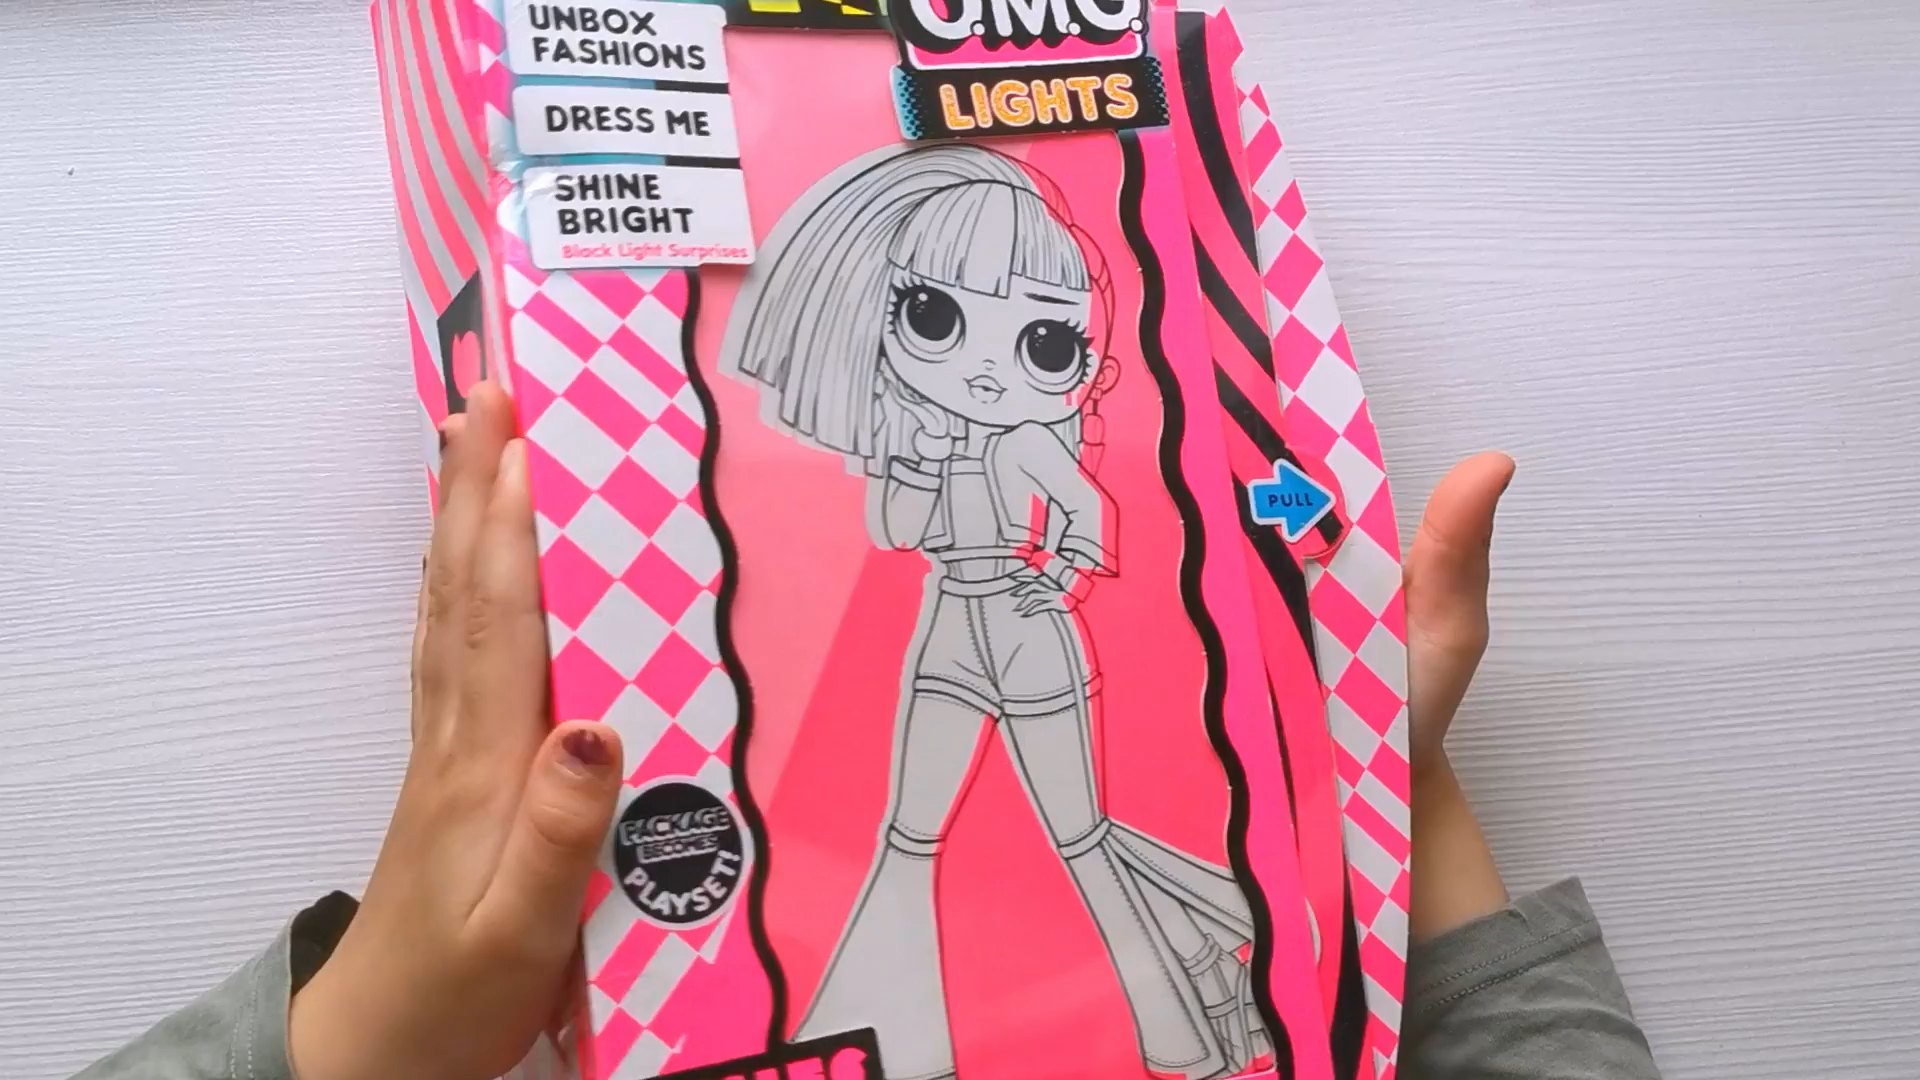 UNBOX
FASHIONS
DRESS ME
SHINE
BRIGHT
Black Light Surprises
O.M.G.
LIGHTS
PULL
PACKAGE
BECOMES
PLAYSET!